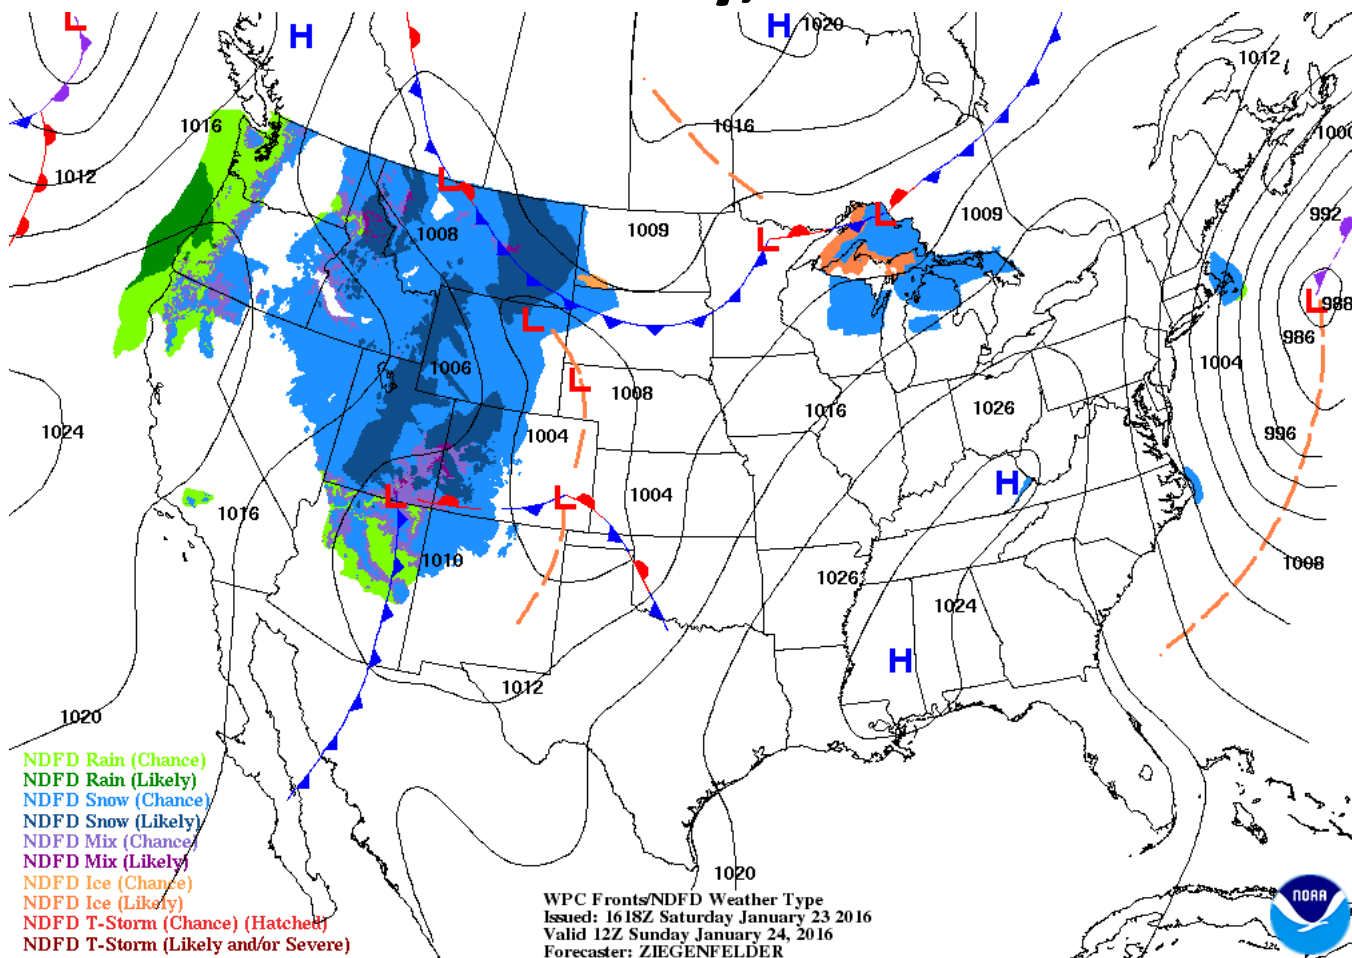 L
H
H
1020
1012
1016
1016
1000
1012
L
992
L
1009
1008
1009
L
L
988
L
986
1004
1006
L
1008
1016
1026
1024
1004
996
H
L
L
1004
1016
1010
1008
1026
1024
H
1012
1020
NDFD Rain (Chance)
NDFD Rain (Likely)
NDFD Snow (Chance)
NDFD Snow (Likely)
NDFD Mix (Chance)
NDFD Mix (Likely)
NDFD Ice (Chance)
NDFD Ice (Likely)
NDFD T-Storm (Chance) (Hatched)
NDFD T-Storm (Likely and/or Severe)
1020
WPC Fronts/NDFD Weather Type
Issued: 1618Z Saturday January 23 2016
Valid 12Z Sunday January 24, 2016
Forecaster: ZIEGENFELDER
NOAA